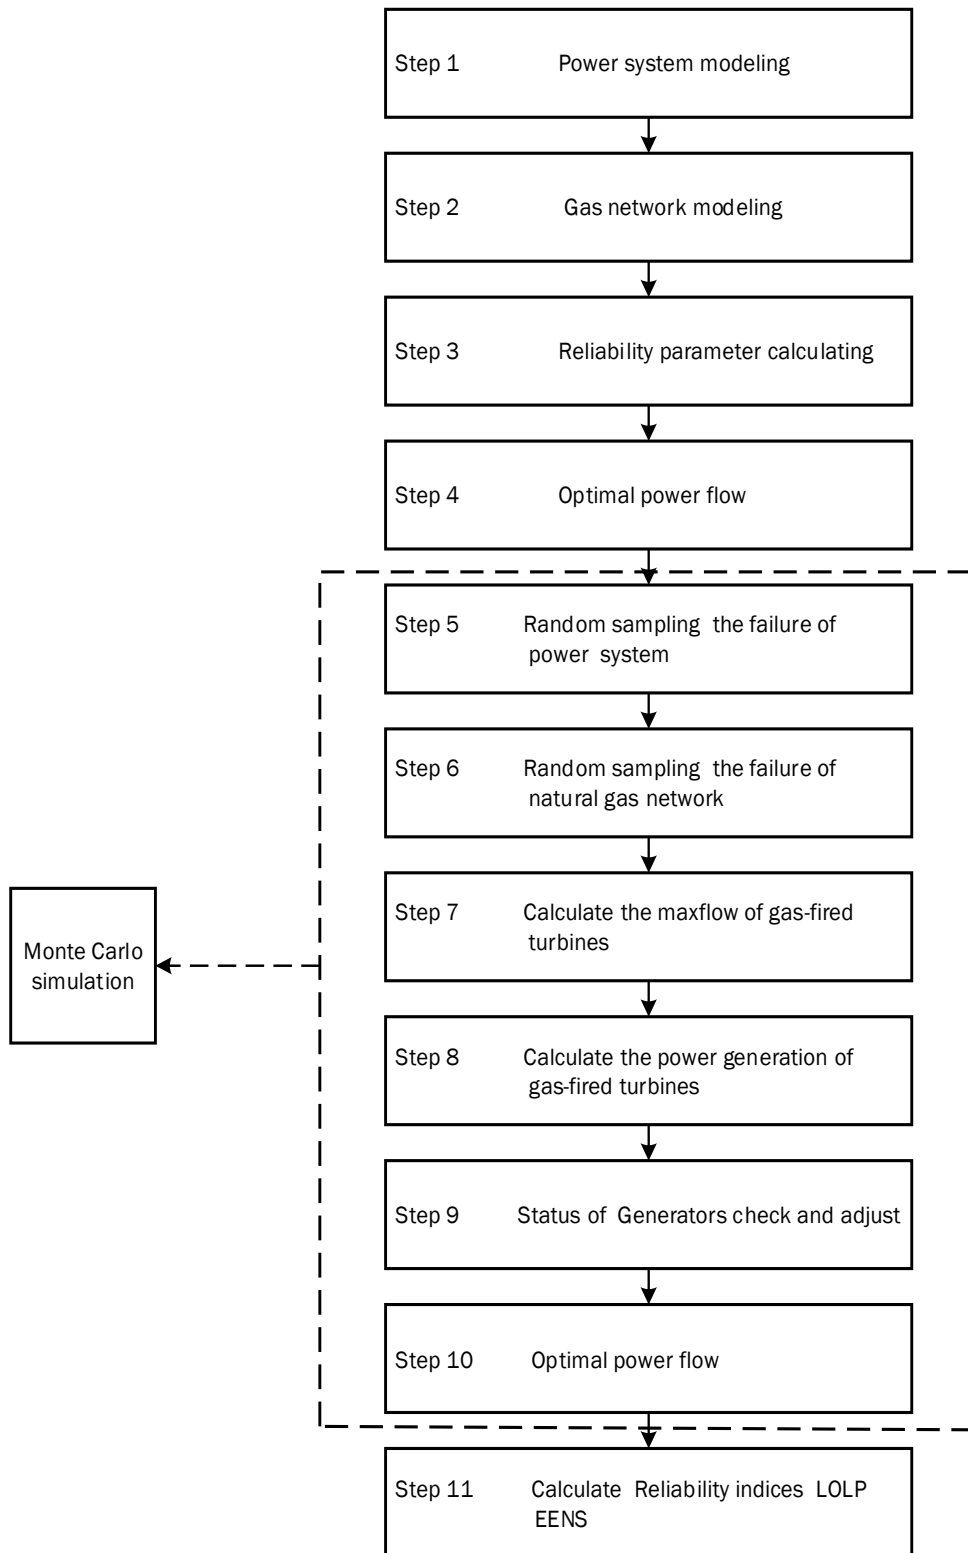 Step 1 Power system modeling
Step 2 Gas network modeling
Step 3 Reliability parameter calculating
Step 4 Optimal power flow
Step 5 Random sampling the failure of
power system
Step 6 Random sampling the failure of
natural gas network
Step 7 Calculate the maxflow of gas-fired
turbines
Monte Carlo
simulation
Step 8 Calculate the power generation of
gas-fired turbines
Step 9 Status of Generators check and adjust
Step 10 Optimal power flow
Step 11 Calculate Reliability indices LOLP
EENS